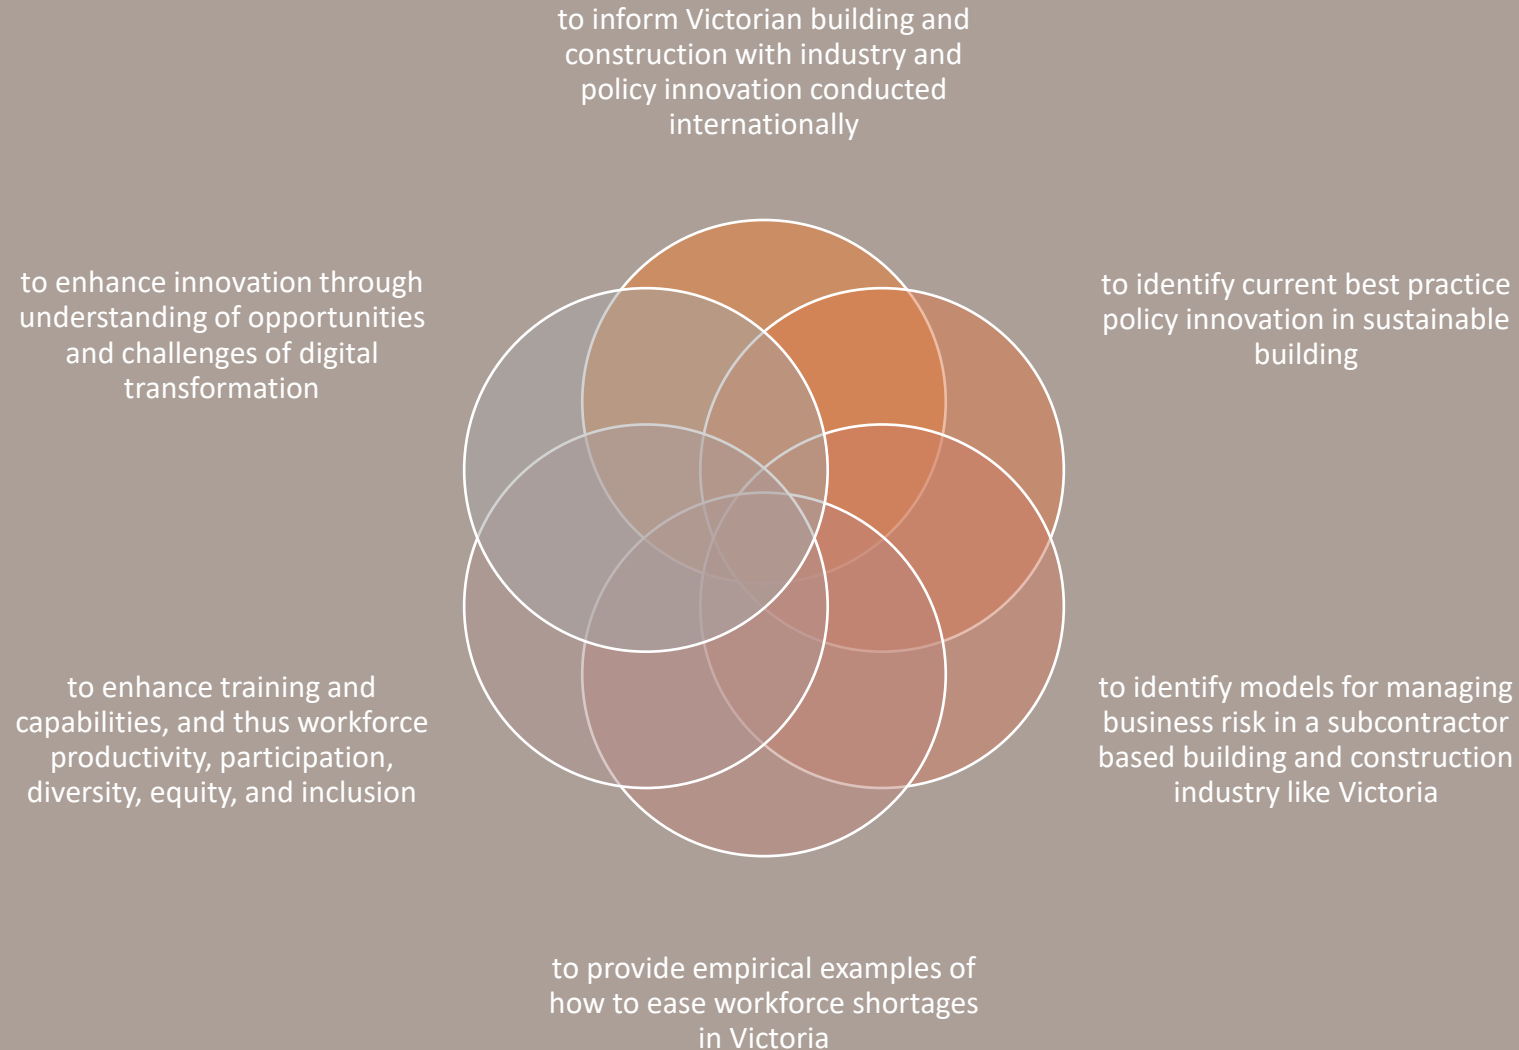 to inform Victorian building and
construction with industry and
policy innovation conducted
internationally
to identify current best practice
policy innovation in sustainable
building
to identify models for managing
business risk in a subcontractor
based building and construction
industry like Victoria
to provide empirical examples of
how to ease workforce shortages
in Victoria
to enhance training and
capabilities, and thus workforce
productivity, participation,
diversity, equity, and inclusion
to enhance innovation through
understanding of opportunities
and challenges of digital
transformation